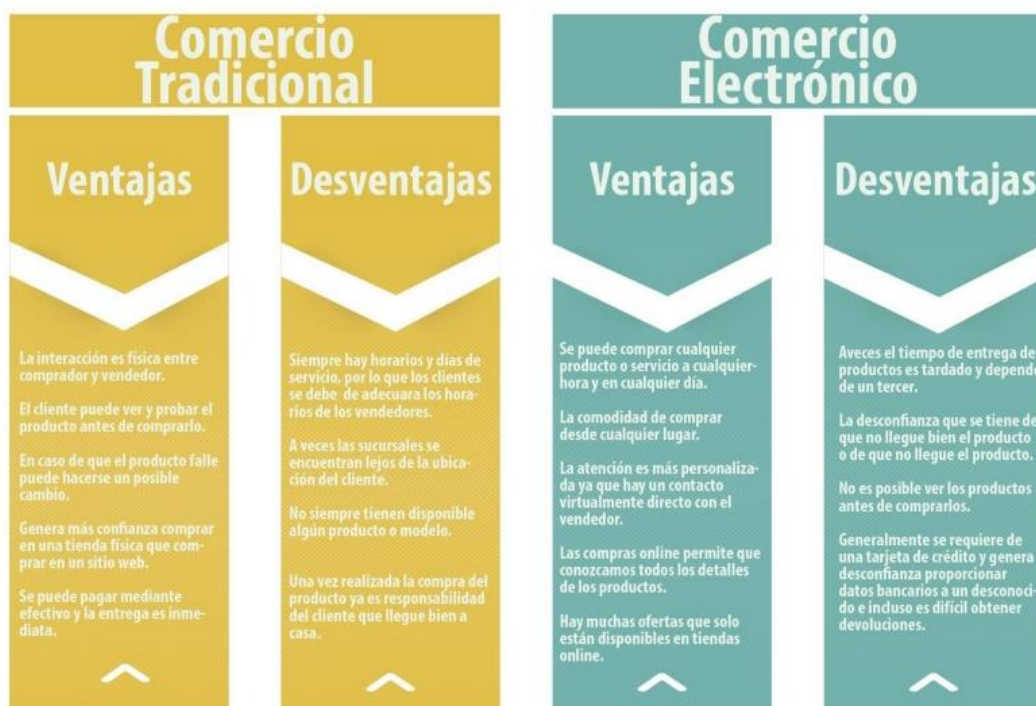 Comercio
Tradicional
Ventajas
La interacción es física entre
comprador y vendedor.
El cliente puede ver y probar el
producto antes de comprarlo.
En caso de que el producto falle
puede hacerse un posible
cambio.
Genera más confianza comprar
en una tienda física que com-
prar en un sitio web.
Se puede pagar mediante
efectivo y la entrega es inme-
diata.
Desventajas
Siempre hay horarios y días de
servicio, por lo que los clientes
se debe de adecuara los hora-
rios de los vendedores.
A veces las sucursales se
encuentran lejos de la ubica-
ción del cliente.
No siempre tienen disponible
algún producto o modelo.
Una vez realizada la compra del
producto ya es responsabilidad
del cliente que llegue bien a
casa.
Comercio
Electrónico
Ventajas
Se puede comprar cualquier
producto o servicio a cualquier-
hora y en cualquier día.
La comodidad de comprar
desde cualquier lugar.
La atención es más personaliza-
da ya que hay un contacto
virtualmente directo con el
vendedor.
Las compras online permite que
conozcamos todos los detalles
de los productos.
Hay muchas ofertas que solo
están disponibles en tiendas
online.
Desventajas
Aveces el tiempo de entrega de
productos es tardado y depende
de un tercer.
La desconfianza que se tiene de
que no llegue bien el producto
o de que no llegue el producto.
No es posible ver los productos
antes de comprarlos.
Generalmente se requiere de
una tarjeta de crédito y genera
desconfianza proporcionar
datos bancarios a un desconoci-
do e incluso es difícil obtener
devoluciones.